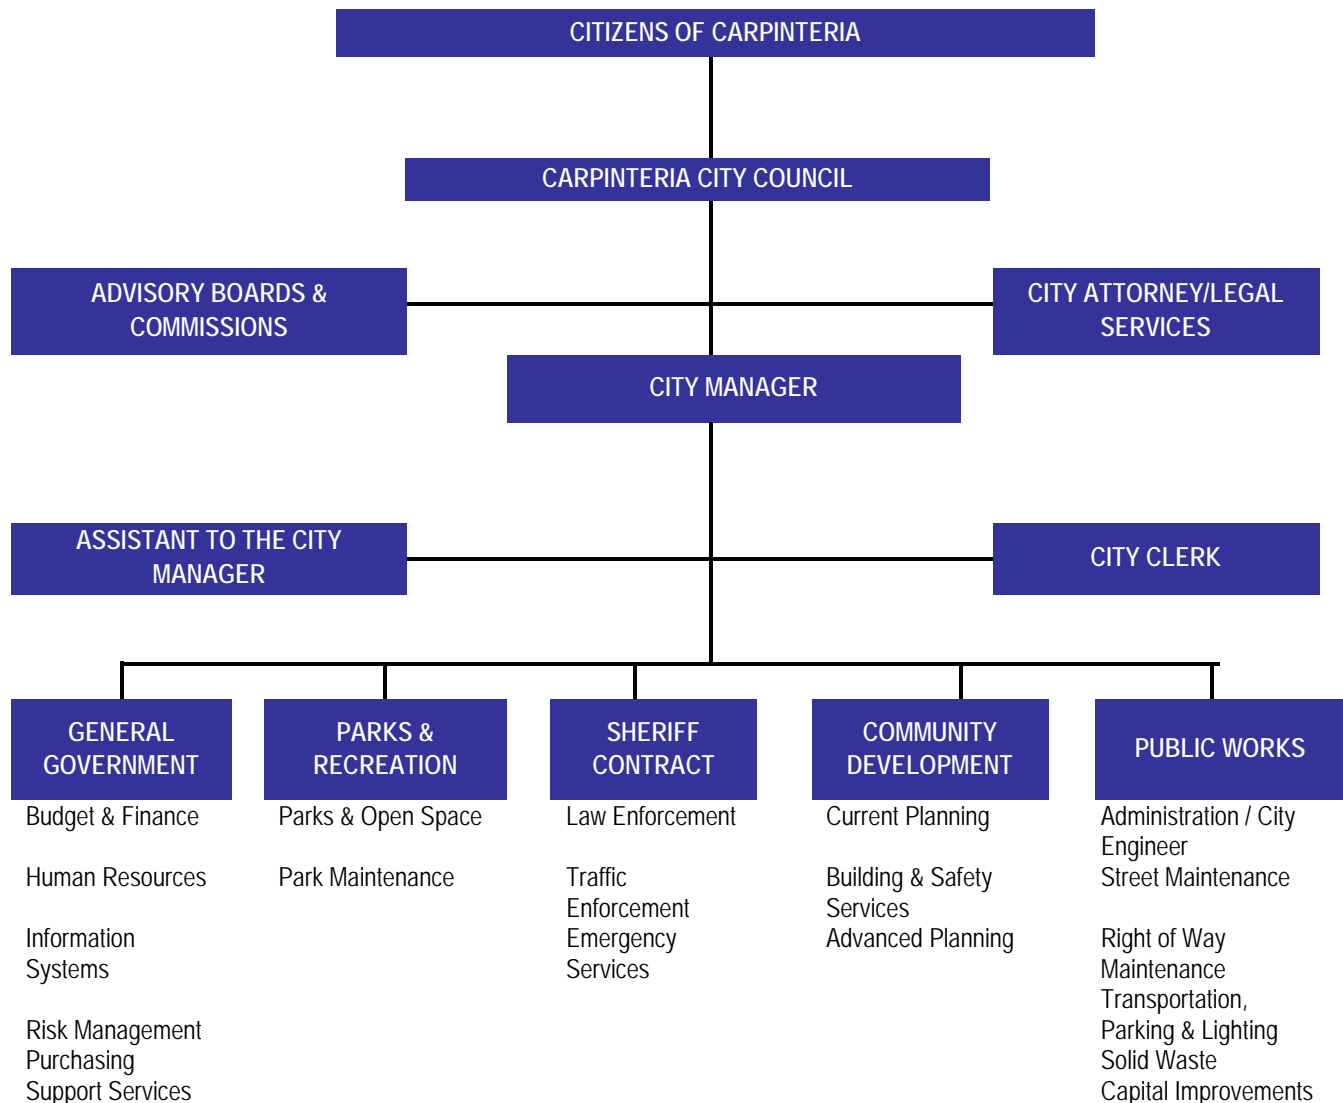 CITIZENS OF CARPINTERIA
CARPINTERIA CITY COUNCIL
ADVISORY BOARDS &
COMMISSIONS
CITY ATTORNEY/LEGAL
SERVICES
CITY MANAGER
ASSISTANT TO THE CITY
MANAGER
CITY CLERK
GENERAL
GOVERNMENT
Budget & Finance
Human Resources
Information
Systems
Risk Management
Purchasing
Support Services
PARKS &
RECREATION
Parks & Open Space
Park Maintenance
SHERIFF
CONTRACT
Law Enforcement
Traffic
Enforcement
Emergency
Services
COMMUNITY
DEVELOPMENT
Current Planning
Building & Safety
Services
Advanced Planning
PUBLIC WORKS
Administration / City
Engineer
Street Maintenance
Right of Way
Maintenance
Transportation,
Parking & Lighting
Solid Waste
Capital Improvements